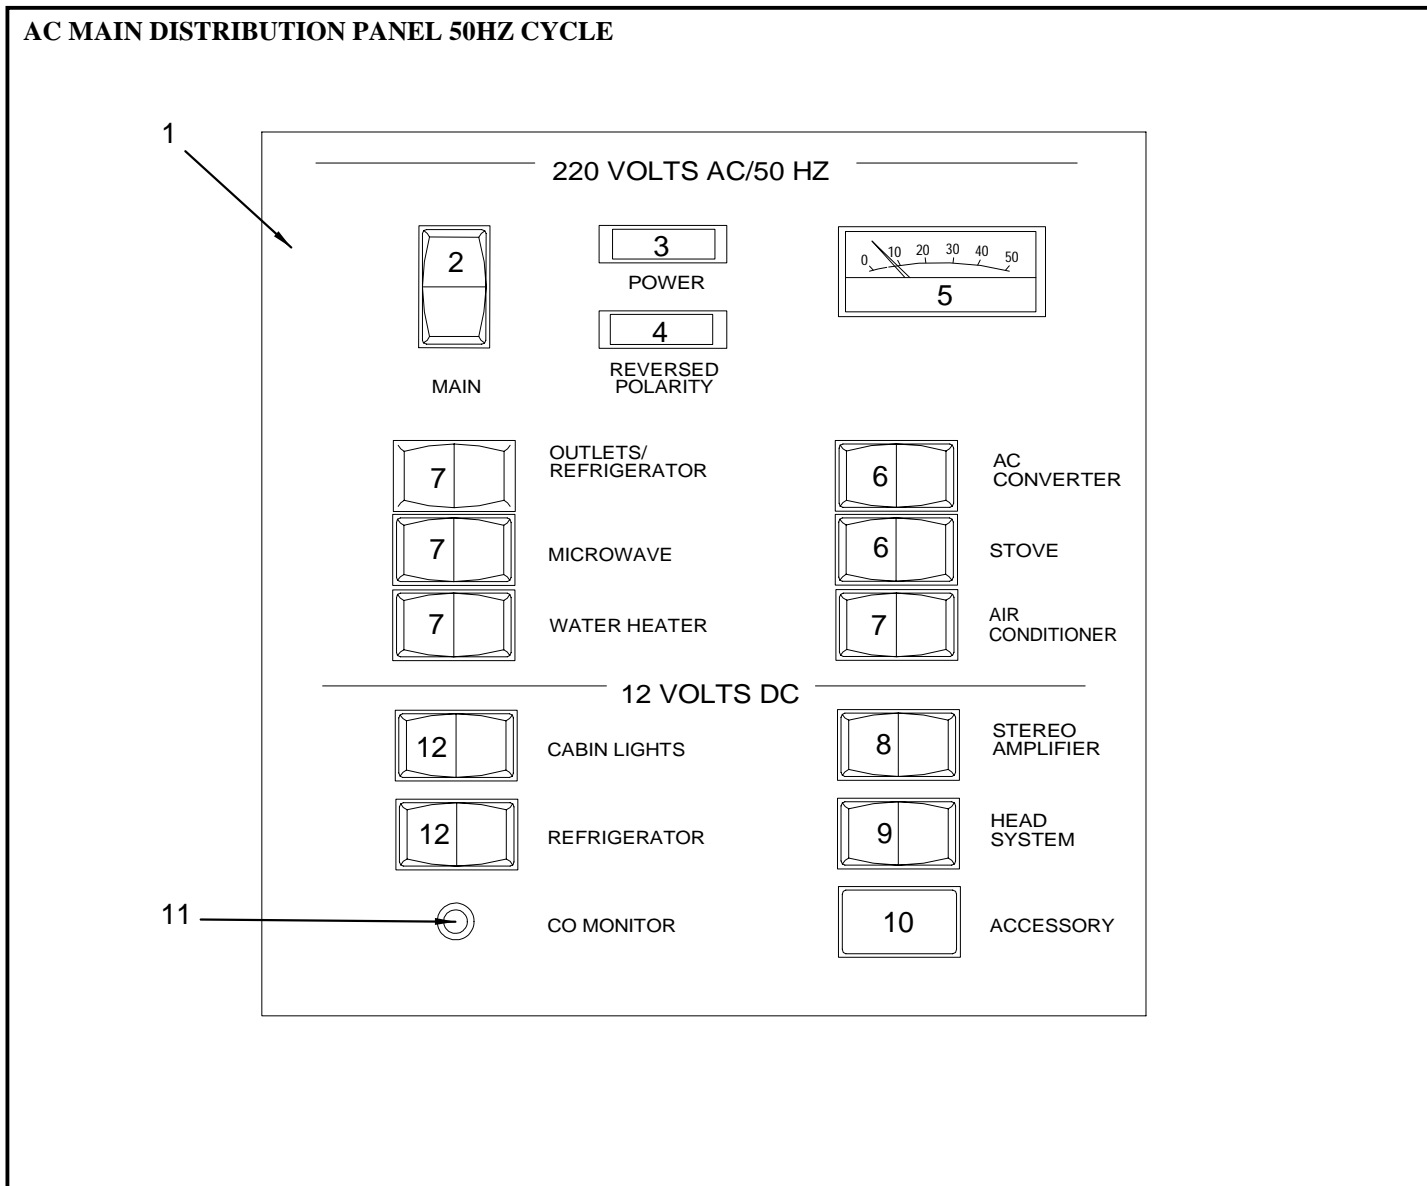 AC MAIN DISTRIBUTION PANEL 50HZ CYCLE
1
220 VOLTS AC/50 HZ
2
MAIN
3
POWER
4
REVERSED
POLARITY
0 10 20 30 40 50
5
7
OUTLETS/
REFRIGERATOR
6
AC
CONVERTER
7
MICROWAVE
6
STOVE
7
WATER HEATER
7
AIR
CONDITIONER
12 VOLTS DC
12
CABIN LIGHTS
8
STEREO
AMPLIFIER
12
REFRIGERATOR
9
HEAD
SYSTEM
11
CO MONITOR
10
ACCESSORY